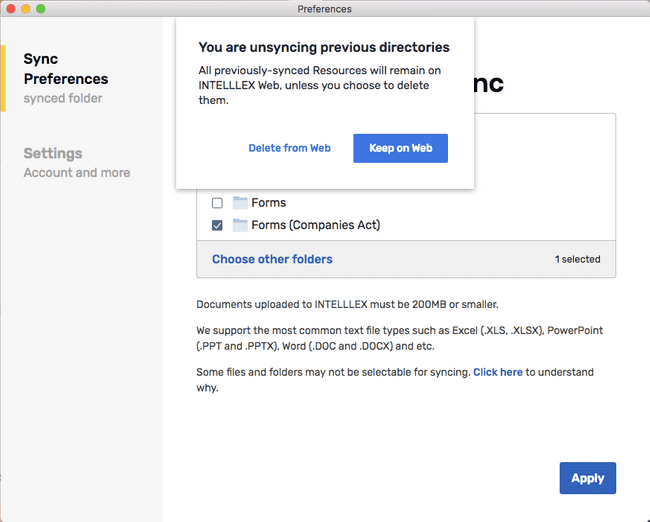 Preferences
You are unsyncing previous directories
All previously-synced Resources will remain on
INTELLLEX Web, unless you choose to delete
them.
Delete from Web
Keep on Web
Sync
Preferences
synced folder
Settings
Account and more
nc
Forms
Forms (Companies Act)
Choose other folders
1 selected
Documents uploaded to INTELLLEX must be 200MB or smaller.
We support the most common text file types such as Excel (.XLS, .XLSX), PowerPoint
(.PPT and .PPTX), Word (.DOC and .DOCX) and etc.
Some files and folders may not be selectable for syncing. Click here to understand
why.
Apply